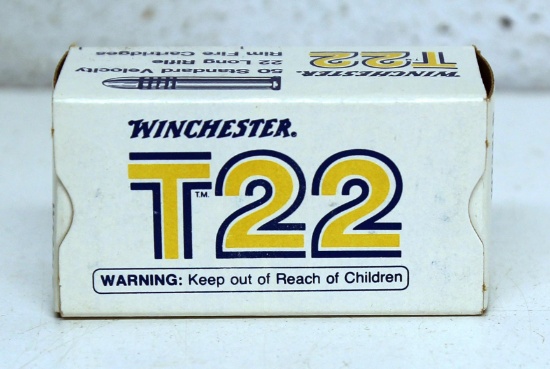 50 Standard Velocity
22 Long Rifle
Rim Fire Cartridges
WINCHESTER
T22
WINCHESTER®
T22
T.M.
WARNING: Keep out of Reach of Children